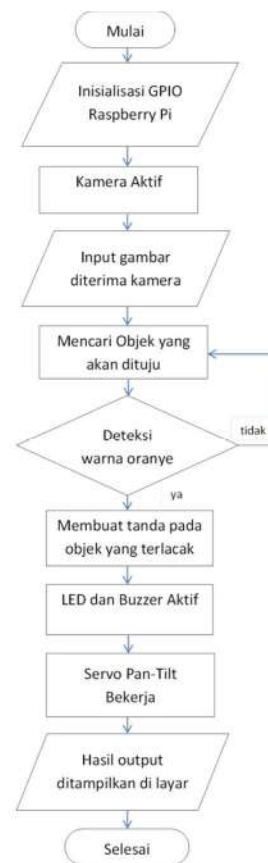 Mulai
Inisialisasi GPIO
Raspberry Pi
Kamera Aktif
Input gambar
diterima kamera
Mencari Objek yang
akan dituju
Deteksi
warna oranye
tidak
ya
Membuat tanda pada
objek yang terlacak
LED dan Buzzer Aktif
Servo Pan-Tilt
Bekerja
Hasil output
ditampilkan di layar
Selesai